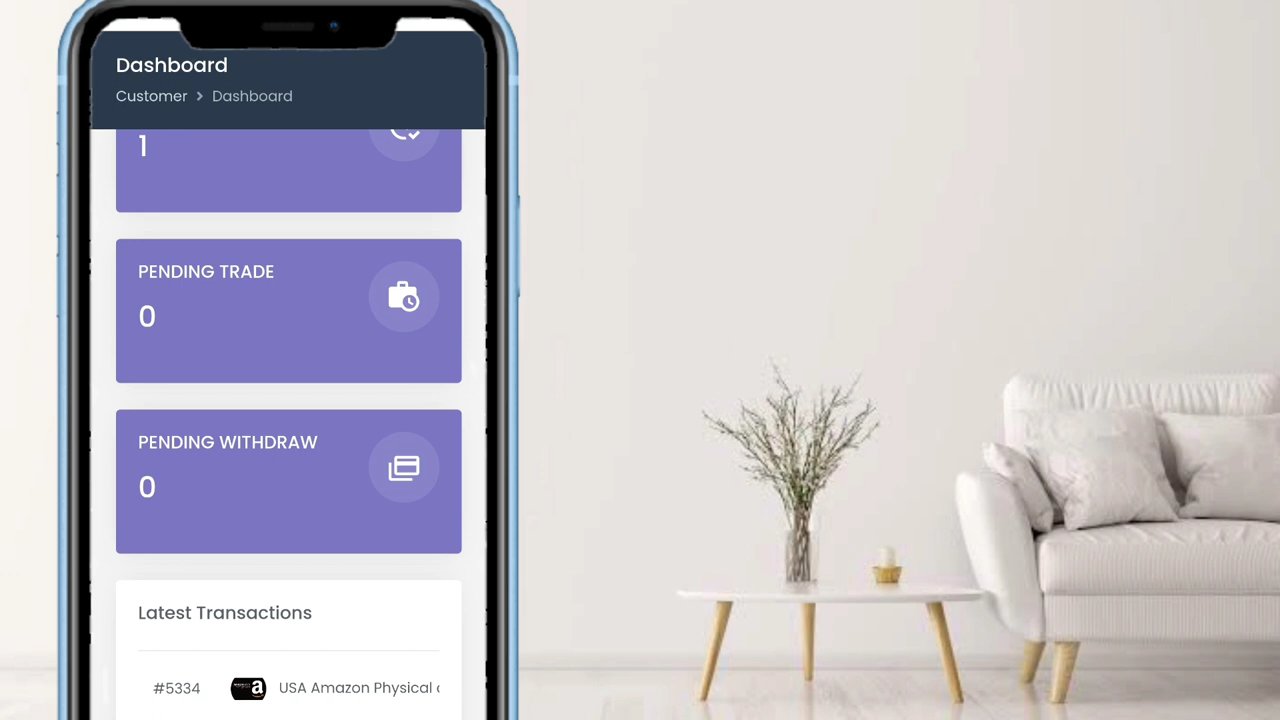 Dashboard
Customer > Dashboard
1
PENDING TRADE
0
PENDING WITHDRAW
0
Latest Transactions
#5334 a USA Amazon Physical